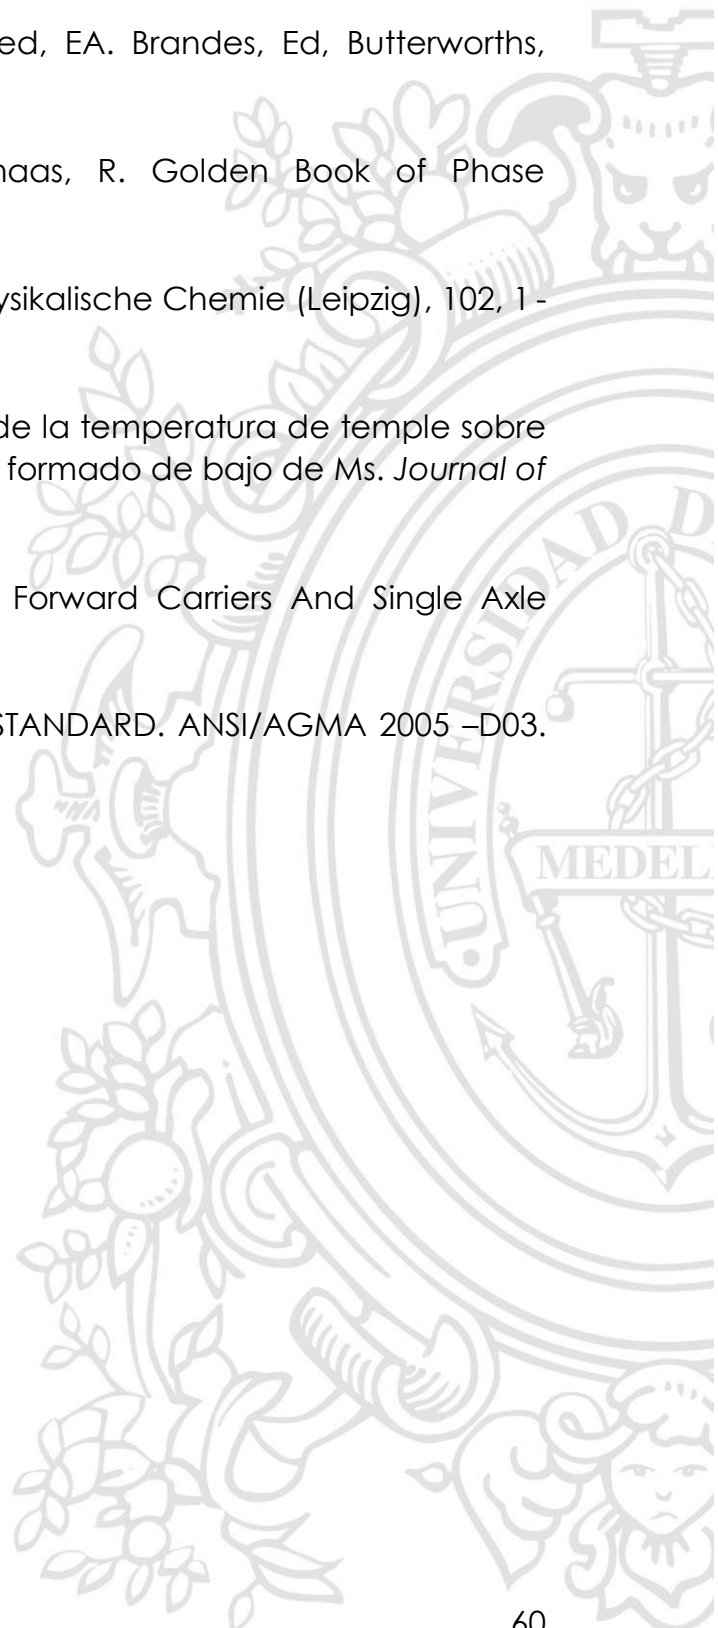 ed, EA. Brandes, Ed, Butterworths,
naas, R. Golden Book of Phase
ysikalische Chemie (Leipzig), 102, 1 -
de la temperatura de temple sobre
formado de bajo de Ms. Journal of
Forward Carriers And Single Axle
STANDARD. ANSI/AGMA 2005 –D03.
UNIVERSIDAD D
MEDEL
60